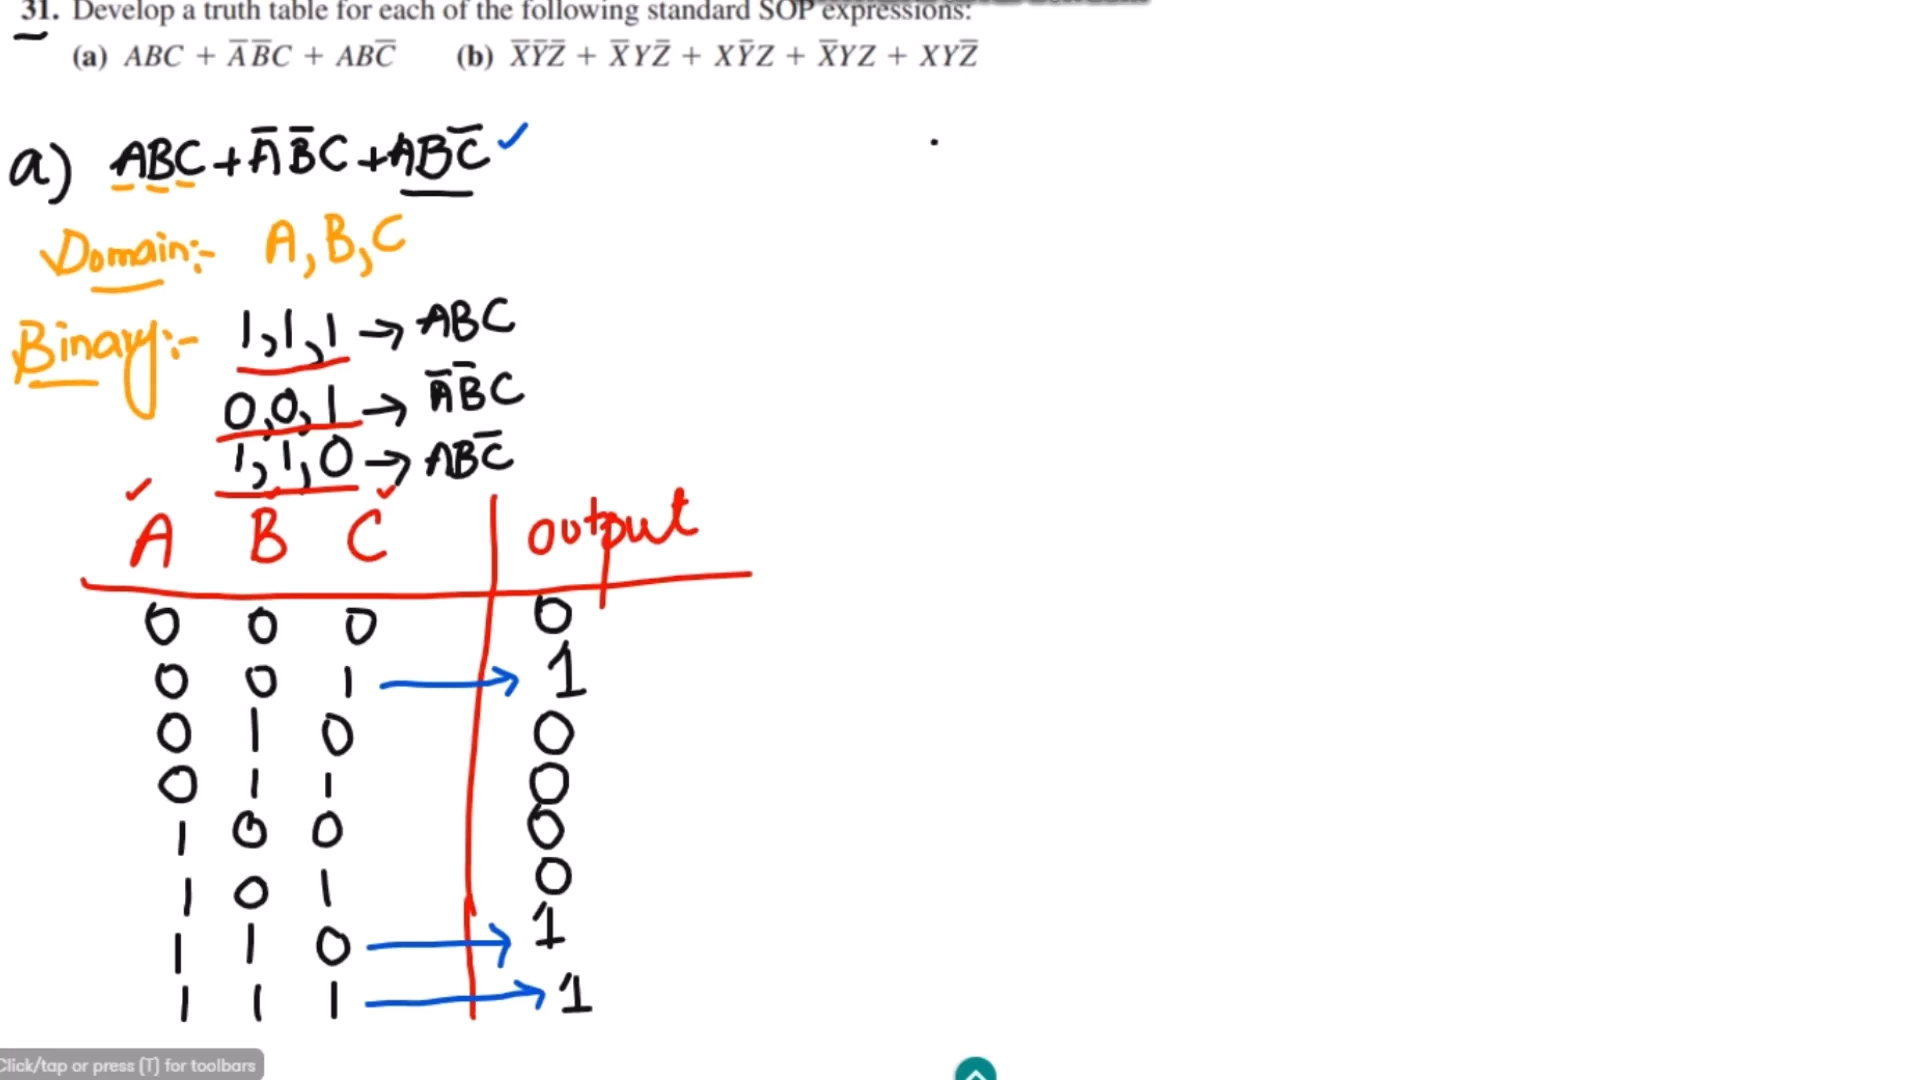 31. Develop a truth table for each of the following standard SOP expressions:
(a) ABC + A̅B̅C + ABC̅ (b) X̅Y̅Z̅ + X̅YZ̅ + XY̅Z + X̅YZ + XYZ̅
a) ABC + A̅B̅C + ABC̅ ✓
Domain:- A, B, C
Binary:- 1,1,1 → ABC
0,0,1 → A̅B̅C
1,1,0 → ABC̅
A B C output
0 0 0 0
0 0 1 → 1
0 1 0 0
0 1 1 0
1 0 0 0
1 0 1 0
1 1 0 → 1
1 1 1 → 1
Click/tap or press (T) for toolbars